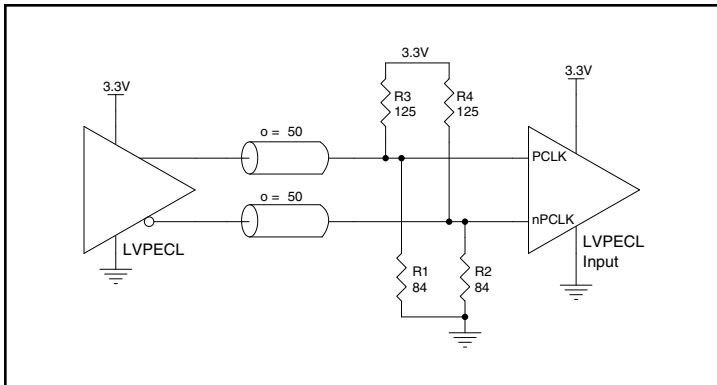 3.3V
3.3V
3.3V
R3
125
R4
125
o = 50
o = 50
PCLK
nPCLK
LVPECL
LVPECL
Input
R1
84
R2
84